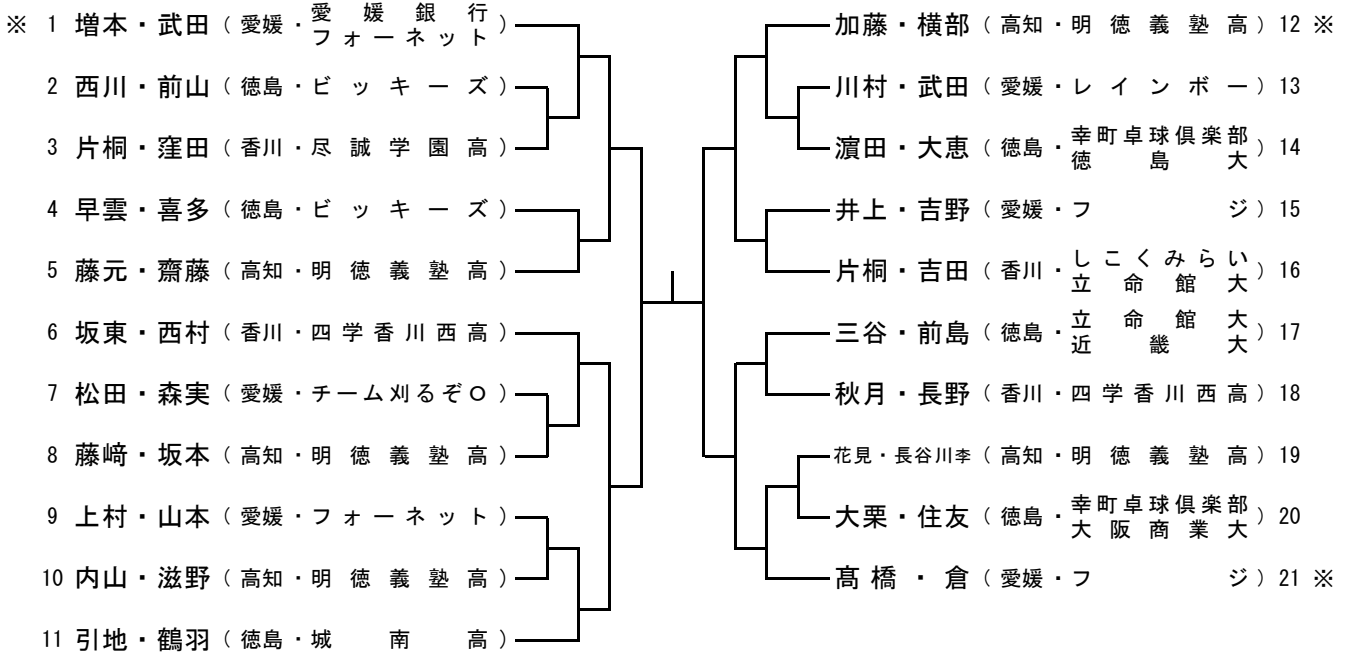 ※ 1 増本・武田 (愛媛・愛媛銀行 フォーネット)
2 西川・前山 (徳島・ビッキーズ)
3 片桐・窪田 (香川・尽誠学園高)
4 早雲・喜多 (徳島・ビッキーズ)
5 藤元・齋藤 (高知・明徳義塾高)
6 坂東・西村 (香川・四学香川西高)
7 松田・森実 (愛媛・チーム刈るぞO)
8 藤﨑・坂本 (高知・明徳義塾高)
9 上村・山本 (愛媛・フォーネット)
10 内山・滋野 (高知・明徳義塾高)
11 引地・鶴羽 (徳島・城南高)
加藤・横部 (高知・明徳義塾高) 12 ※
川村・武田 (愛媛・レインボー) 13
濵田・大恵 (徳島・幸町卓球倶楽部 徳島大) 14
井上・吉野 (愛媛・フジ) 15
片桐・吉田 (香川・しこくみらい 立命館大) 16
三谷・前島 (徳島・立命館大 近畿大) 17
秋月・長野 (香川・四学香川西高) 18
花見・長谷川李 (高知・明徳義塾高) 19
大栗・住友 (徳島・幸町卓球倶楽部 大阪商業大) 20
髙橋・倉 (愛媛・フジ) 21 ※